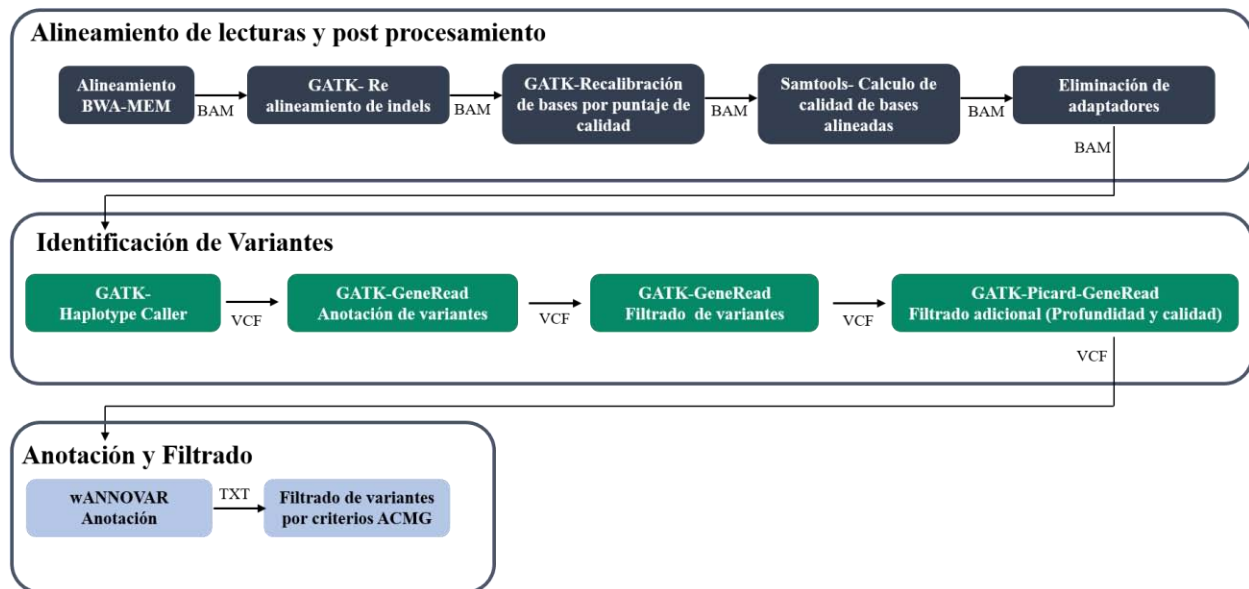 Alineamiento de lecturas y post procesamiento
Alineamiento
BWA-MEM
BAM
GATK- Re
alineamiento de indels
BAM
GATK-Recalibración
de bases por puntaje de
calidad
BAM
Samtools- Calculo de
calidad de bases
alineadas
BAM
Eliminación de
adaptadores
BAM
Identificación de Variantes
GATK-
Haplotype Caller
VCF
GATK-GeneRead
Anotación de variantes
VCF
GATK-GeneRead
Filtrado de variantes
VCF
GATK-Picard-GeneRead
Filtrado adicional (Profundidad y calidad)
VCF
Anotación y Filtrado
wANNOVAR
Anotación
TXT
Filtrado de variantes
por criterios ACMG